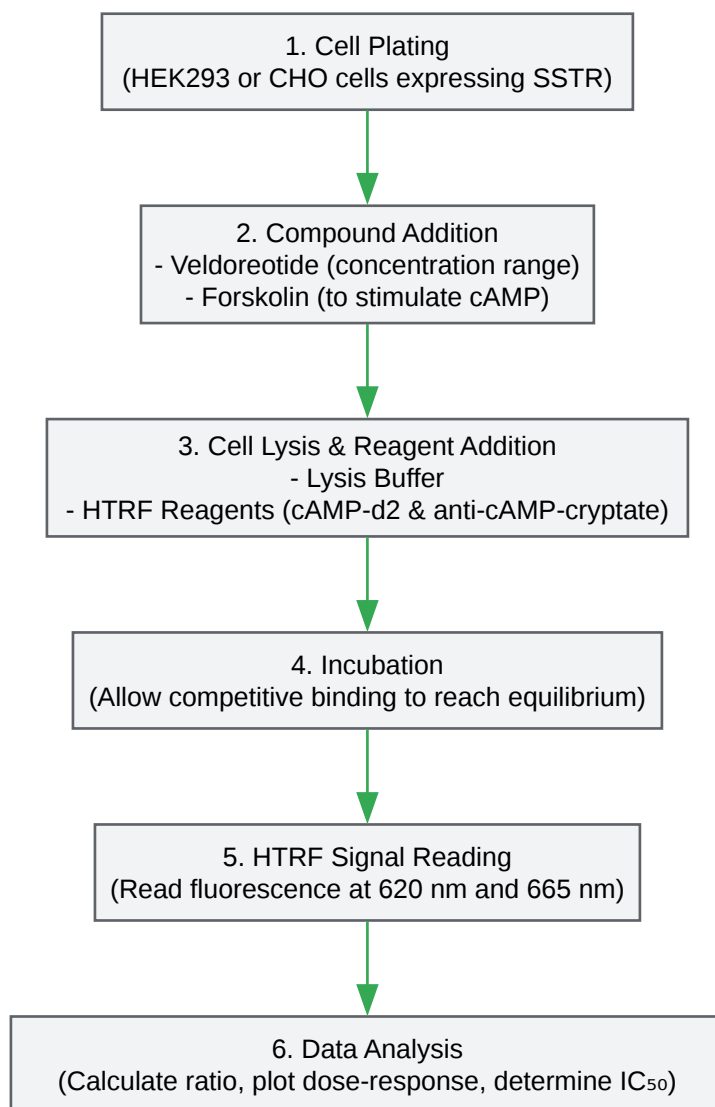 1. Cell Plating
(HEK293 or CHO cells expressing SSTR)
2. Compound Addition
- Veldoreotide (concentration range)
- Forskolin (to stimulate cAMP)
3. Cell Lysis & Reagent Addition
- Lysis Buffer
- HTRF Reagents (cAMP-d2 & anti-cAMP-cryptate)
4. Incubation
(Allow competitive binding to reach equilibrium)
5. HTRF Signal Reading
(Read fluorescence at 620 nm and 665 nm)
6. Data Analysis
(Calculate ratio, plot dose-response, determine IC₅₀)